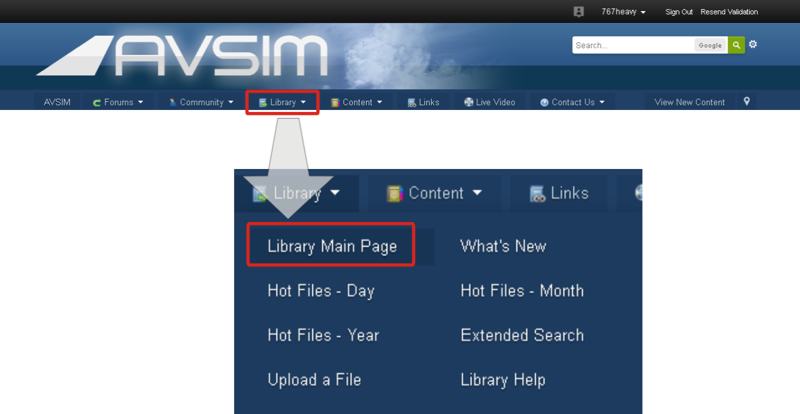 767heavy
Sign Out
Resend Validation
AVSIM
Search...
Google
AVSIM
Forums
Community
Library
Content
Links
Live Video
Contact Us
View New Content
Library
Content
Links
Library Main Page
What's New
Hot Files - Day
Hot Files - Month
Hot Files - Year
Extended Search
Upload a File
Library Help